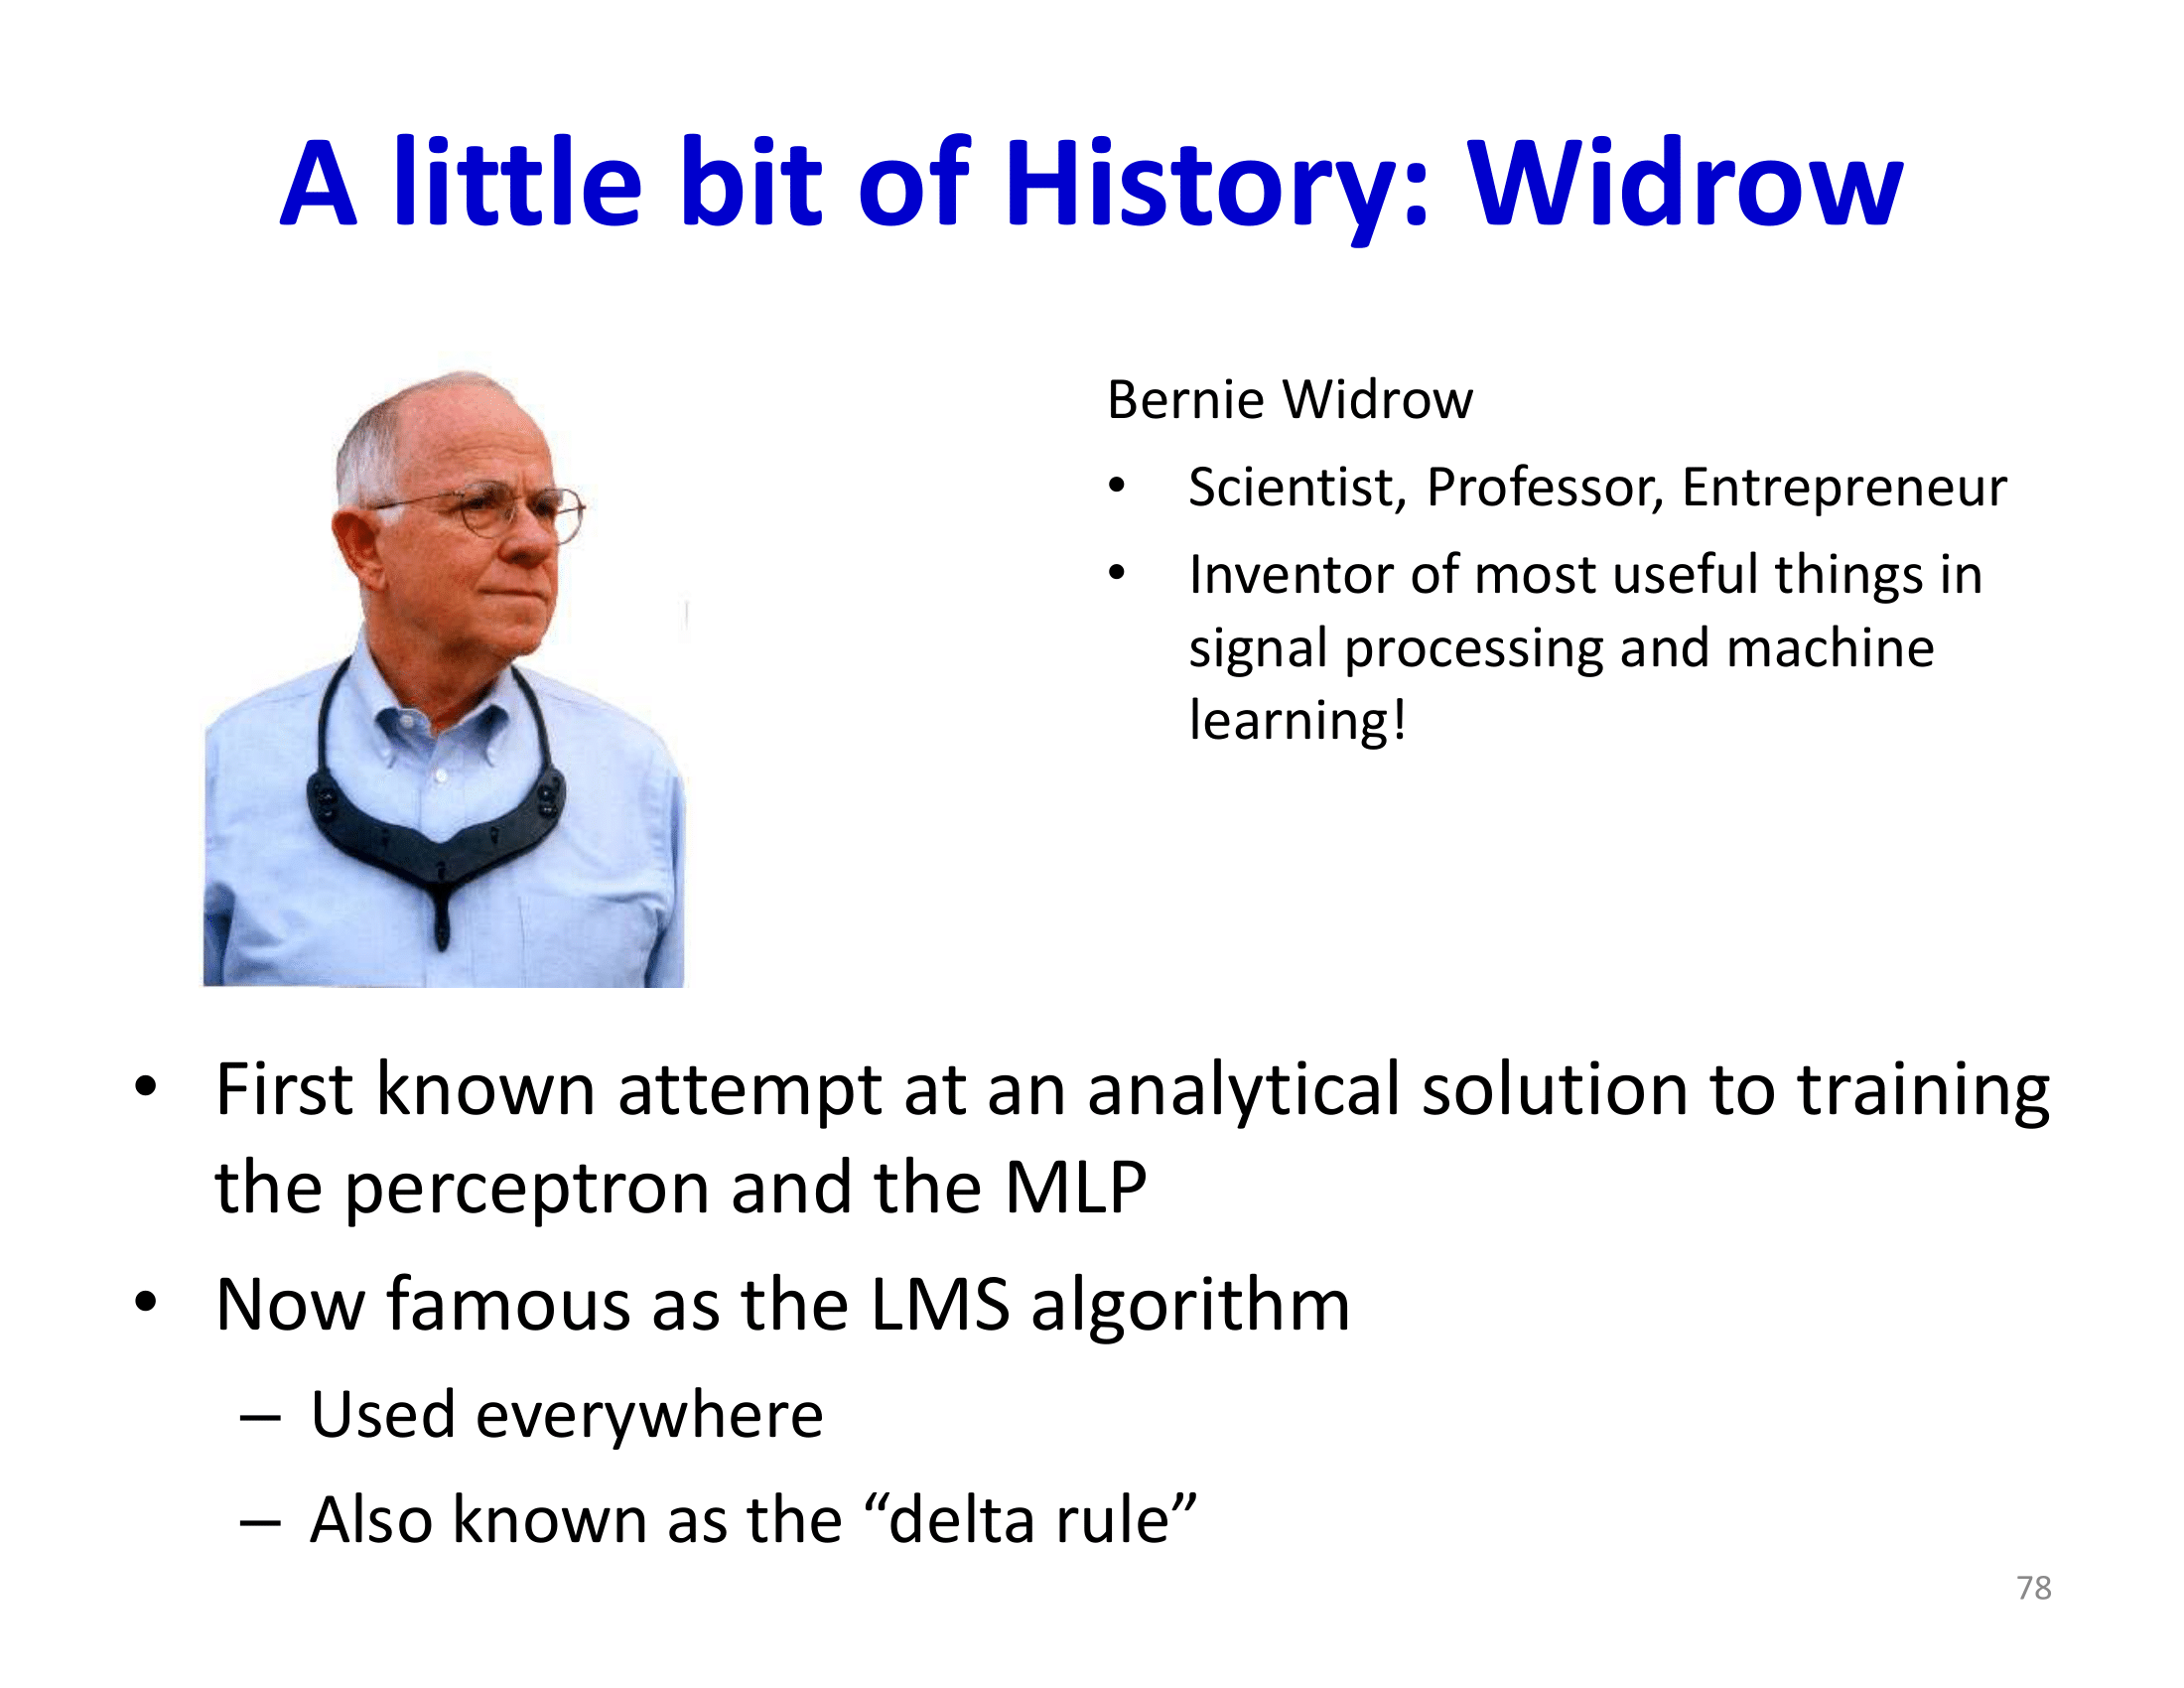 A little bit of History: Widrow
Bernie Widrow
• Scientist, Professor, Entrepreneur
• Inventor of most useful things in
signal processing and machine
learning!
• First known attempt at an analytical solution to training
the perceptron and the MLP
• Now famous as the LMS algorithm
– Used everywhere
– Also known as the “delta rule”
78